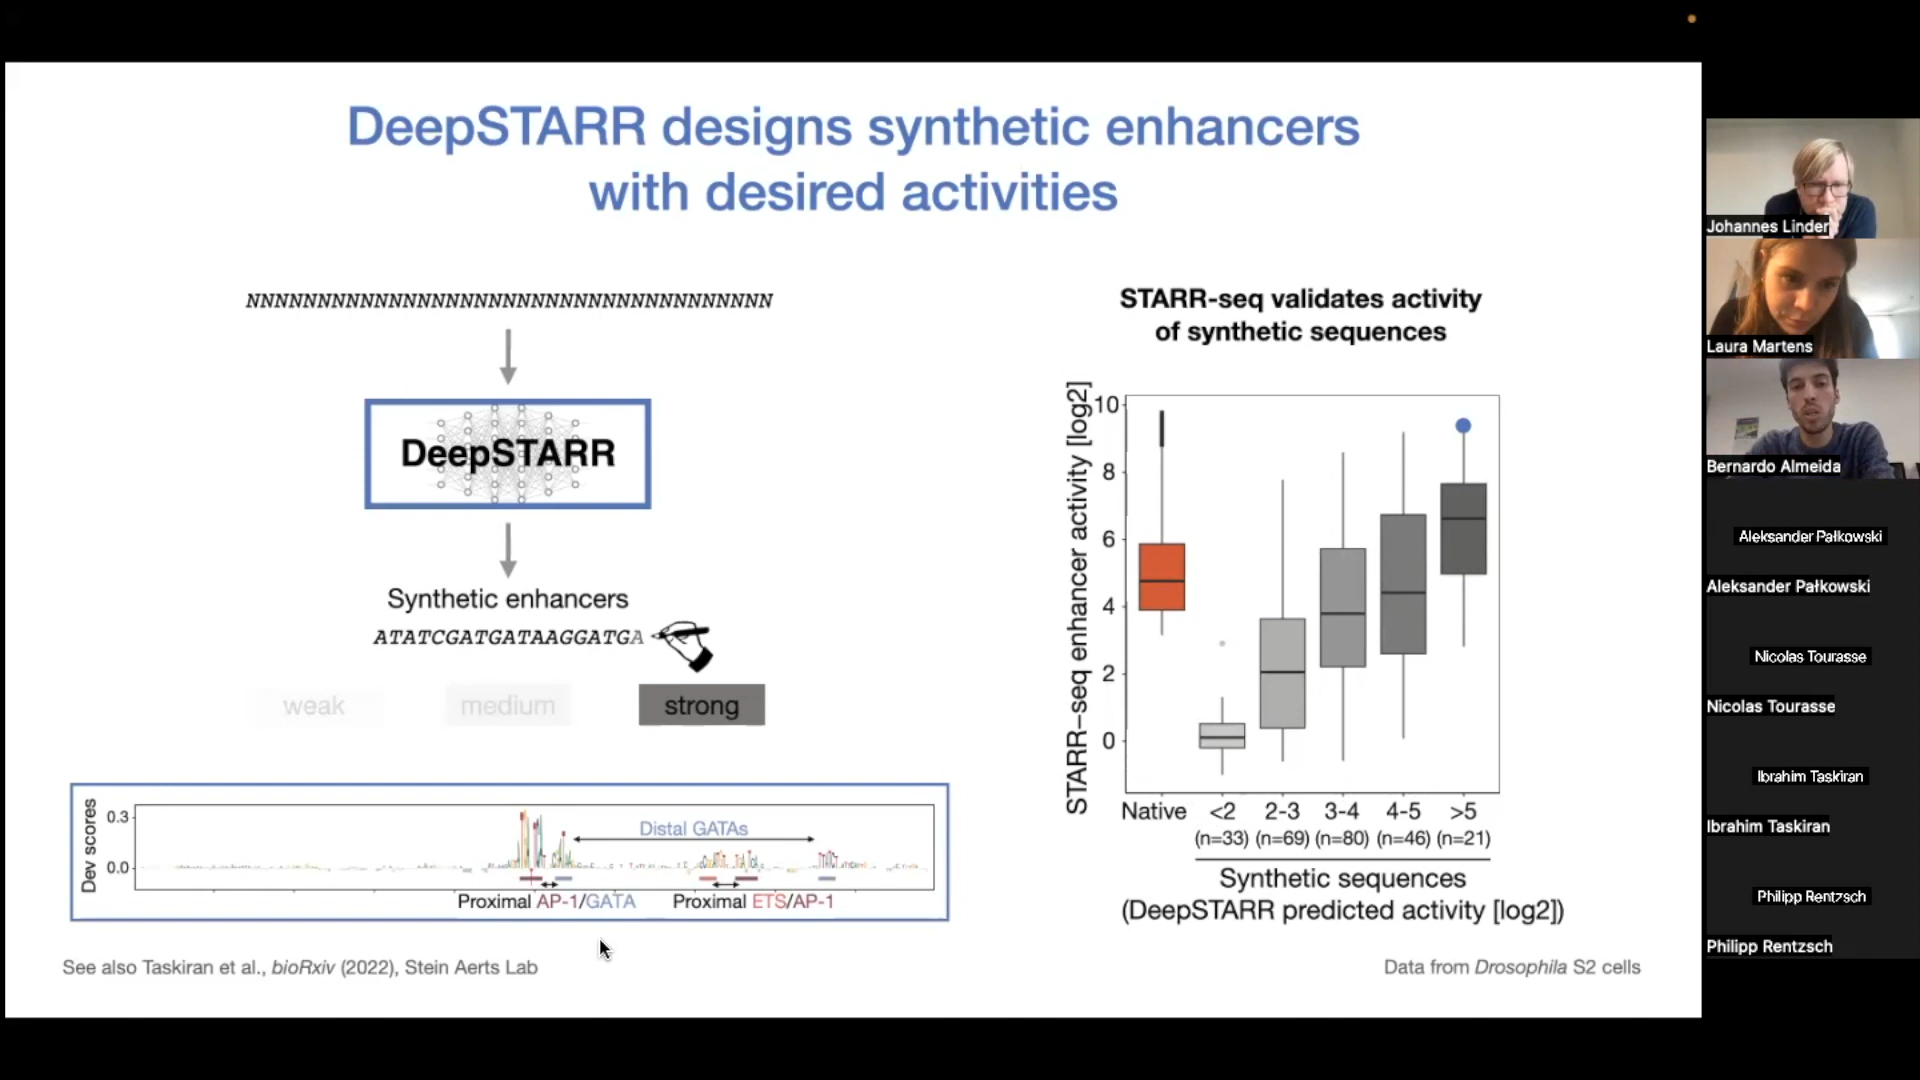 DeepSTARR designs synthetic enhancers
with desired activities
NNNNNNNNNNNNNNNNNNNNNNNNNNNNNNNNNNNNN
DeepSTARR
Synthetic enhancers
ATATCGATGATAAGGATGA
weak
medium
strong
Dev scores
0.3
0.0
Distal GATAs
Proximal AP-1/GATA
Proximal ETS/AP-1
See also Taskiran et al., bioRxiv (2022), Stein Aerts Lab
STARR-seq validates activity
of synthetic sequences
STARR-seq enhancer activity [log2]
10
8
6
4
2
0
Native <2 2-3 3-4 4-5 >5
(n=33) (n=69) (n=80) (n=46) (n=21)
Synthetic sequences
(DeepSTARR predicted activity [log2])
Data from Drosophila S2 cells
Johannes Linder
Laura Martens
Bernardo Almeida
Aleksander Pałkowski
Aleksander Pałkowski
Nicolas Tourasse
Nicolas Tourasse
Ibrahim Taskiran
Ibrahim Taskiran
Philipp Rentzsch
Philipp Rentzsch